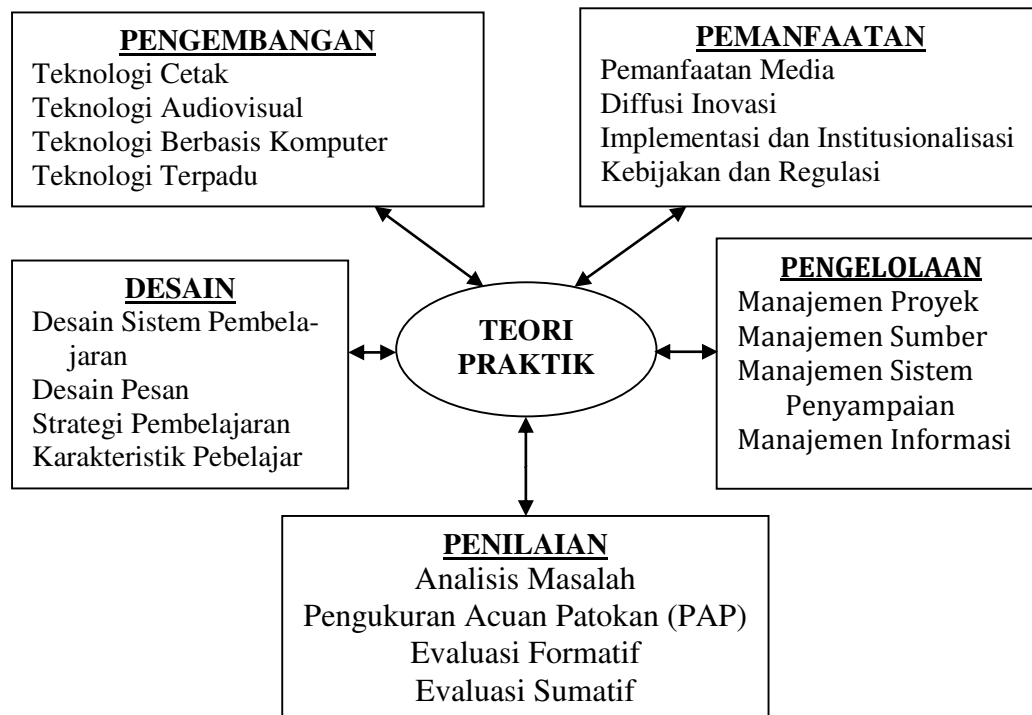 PENGEMBANGAN
Teknologi Cetak
Teknologi Audiovisual
Teknologi Berbasis Komputer
Teknologi Terpadu
PEMANFAATAN
Pemanfaatan Media
Diffusi Inovasi
Implementasi dan Institusionalisasi
Kebijakan dan Regulasi
DESAIN
Desain Sistem Pembela-
jaran
Desain Pesan
Strategi Pembelajaran
Karakteristik Pebelajar
TEORI
PRAKTIK
PENGELOLAAN
Manajemen Proyek
Manajemen Sumber
Manajemen Sistem
Penyampaian
Manajemen Informasi
PENILAIAN
Analisis Masalah
Pengukuran Acuan Patokan (PAP)
Evaluasi Formatif
Evaluasi Sumatif